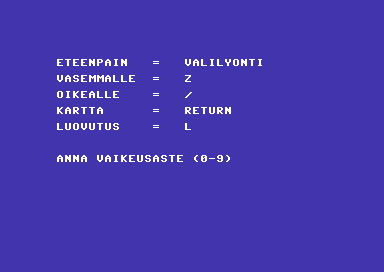 ETEENPAIN = VALILYONTI
VASEMMALLE = Z
OIKEALLE = /
KARTTA = RETURN
LUOVUTUS = L
ANNA VAIKEUSASTE (0-9)